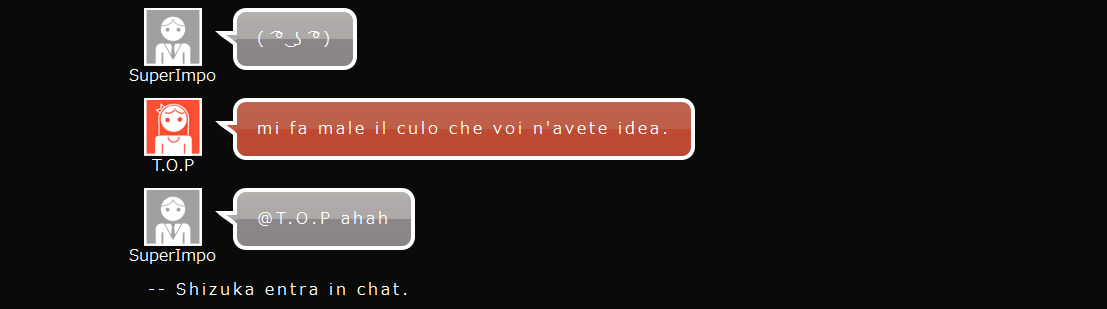 ( ͡° ͜ʖ ͡°)
SuperImpo
mi fa male il culo che voi n'avete idea.
T.O.P
@T.O.P ahah
SuperImpo
-- Shizuka entra in chat.